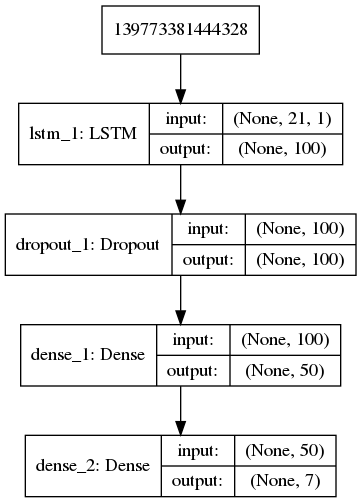 139773381444328
lstm_1: LSTM
input: (None, 21, 1)
output: (None, 100)
dropout_1: Dropout
input: (None, 100)
output: (None, 100)
dense_1: Dense
input: (None, 100)
output: (None, 50)
dense_2: Dense
input: (None, 50)
output: (None, 7)